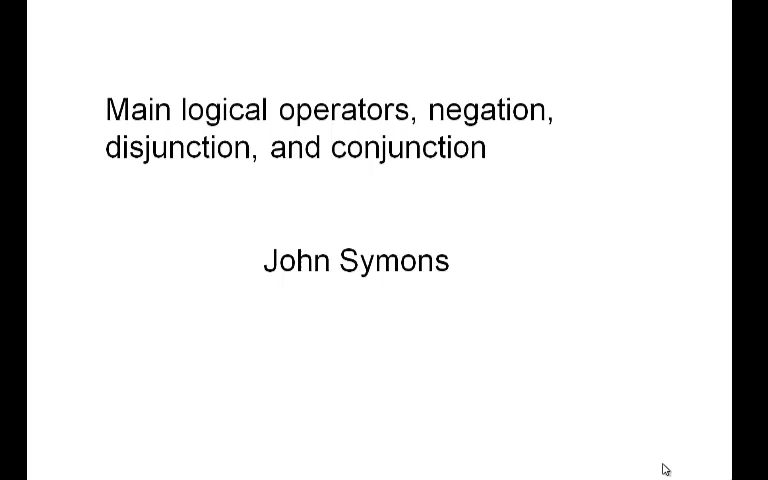 Main logical operators, negation,
disjunction, and conjunction
John Symons